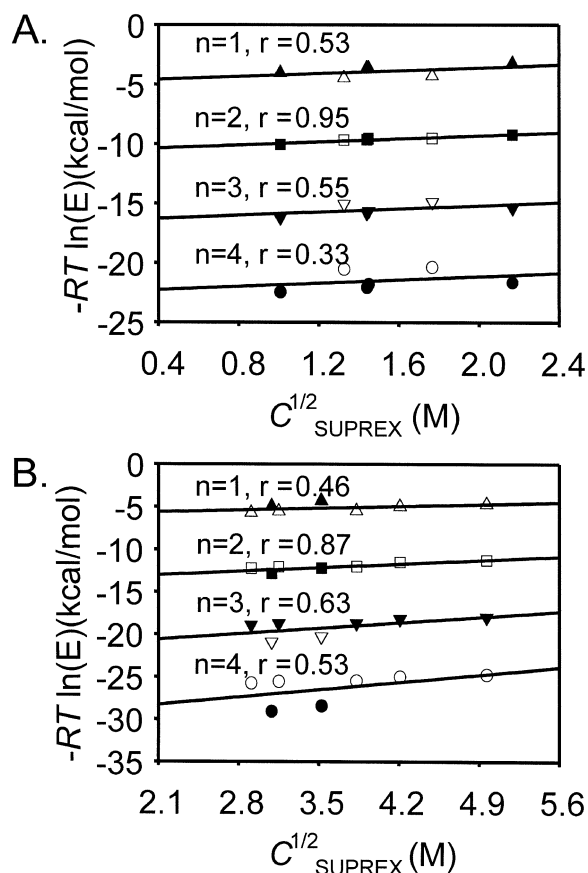 A.
0
-5
-10
-15
-20
-25
-RT ln(E)(kcal/mol)
n=1, r=0.53
n=2, r=0.95
n=3, r=0.55
n=4, r=0.33
0.4 0.8 1.2 1.6 2.0 2.4
C1/2SUPREX (M)
B.
0
-5
-10
-15
-20
-25
-30
-35
-RT ln(E)(kcal/mol)
n=1, r=0.46
n=2, r=0.87
n=3, r=0.63
n=4, r=0.53
2.1 2.8 3.5 4.2 4.9 5.6
C1/2SUPREX (M)